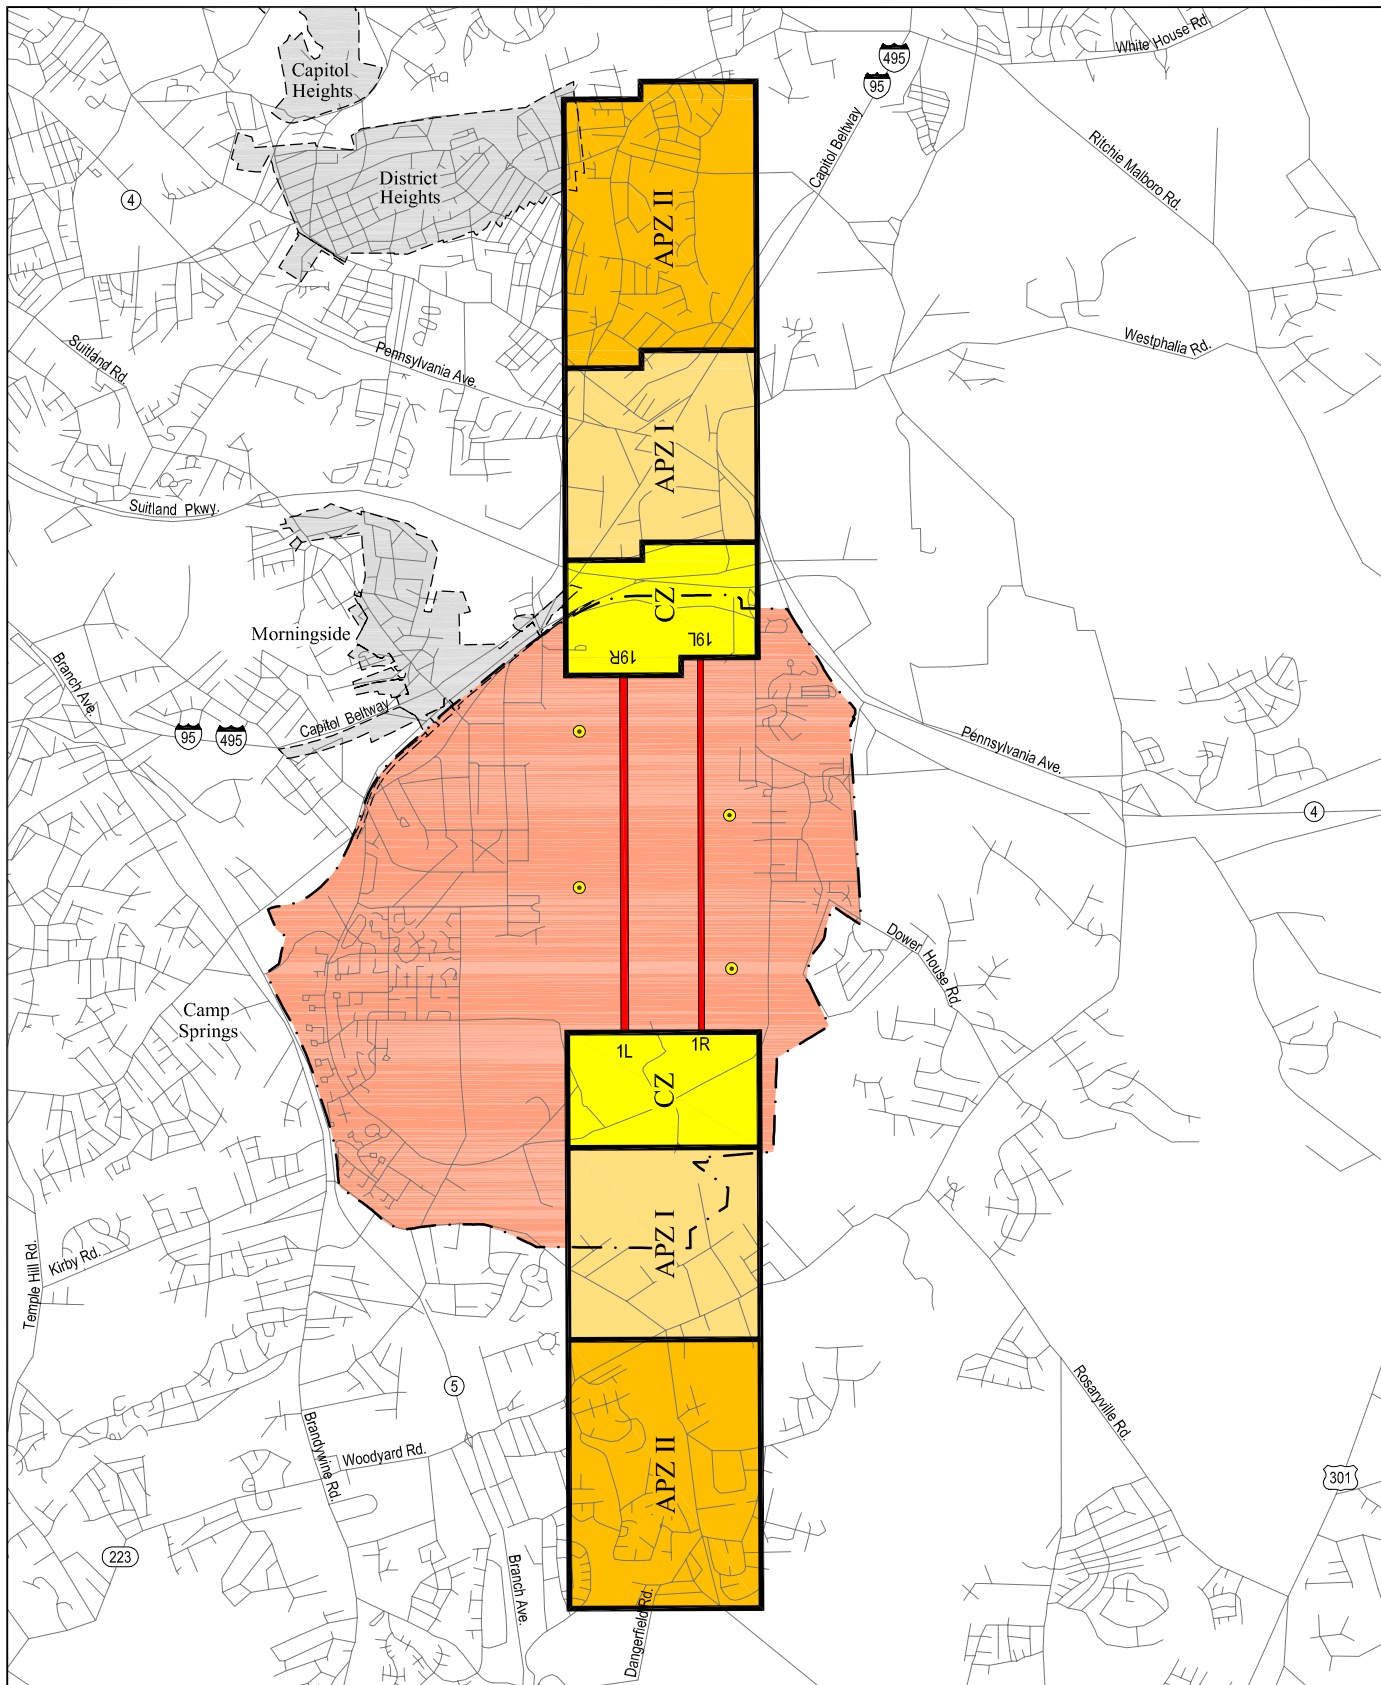 White House Rd.
495
95
Capitol
Heights
Capitol Beltway
Ritchie Malboro Rd.
District
Heights
4
APZ II
Suitland Rd.
Pennsylvania Ave.
Westphalia Rd.
APZ I
Suitland Pkwy.
CZ
19R
19L
Morningside
Branch Ave.
Capitol Beltway
95
495
Pennsylvania Ave.
4
Dower House Rd.
Camp
Springs
1L
1R
CZ
APZ I
Temple Hill Rd.
Kirby Rd.
5
Rosaryville Rd.
Brandywine Rd.
Woodyard Rd.
APZ II
301
223
Branch Ave.
Dangerfield Rd.